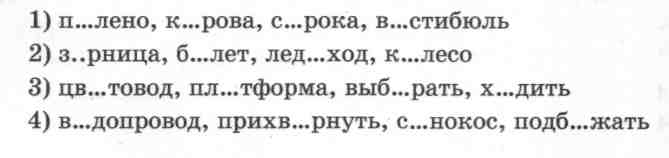 1) п...лено, к...рова, с...рока, в...стибюль
2) з..рница, б...лет, лед...ход, к...лесо
3) цв...товод, пл...тформа, выб...рать, х...дить
4) в...допровод, прихв...рнуть, с...нокос, подб...жать